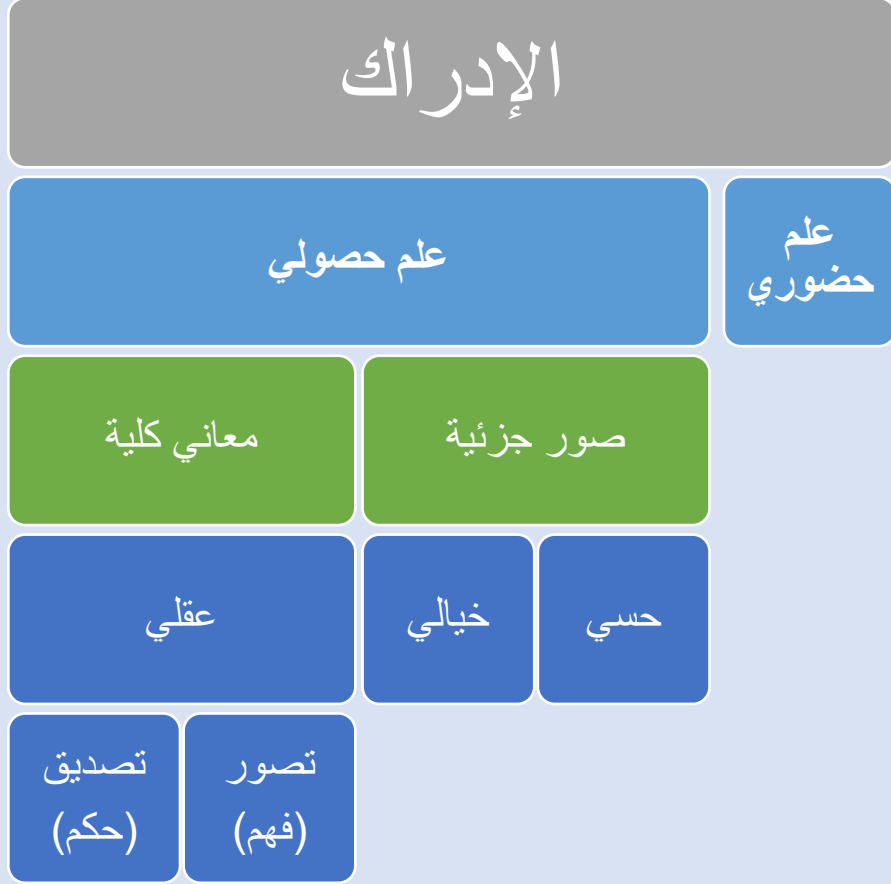 الإدراك
علم
حضوري
علم حصولي
صور جزئية
معاني كلية
حسي
خيالي
عقلي
تصور
(فهم)
تصديق
(حكم)